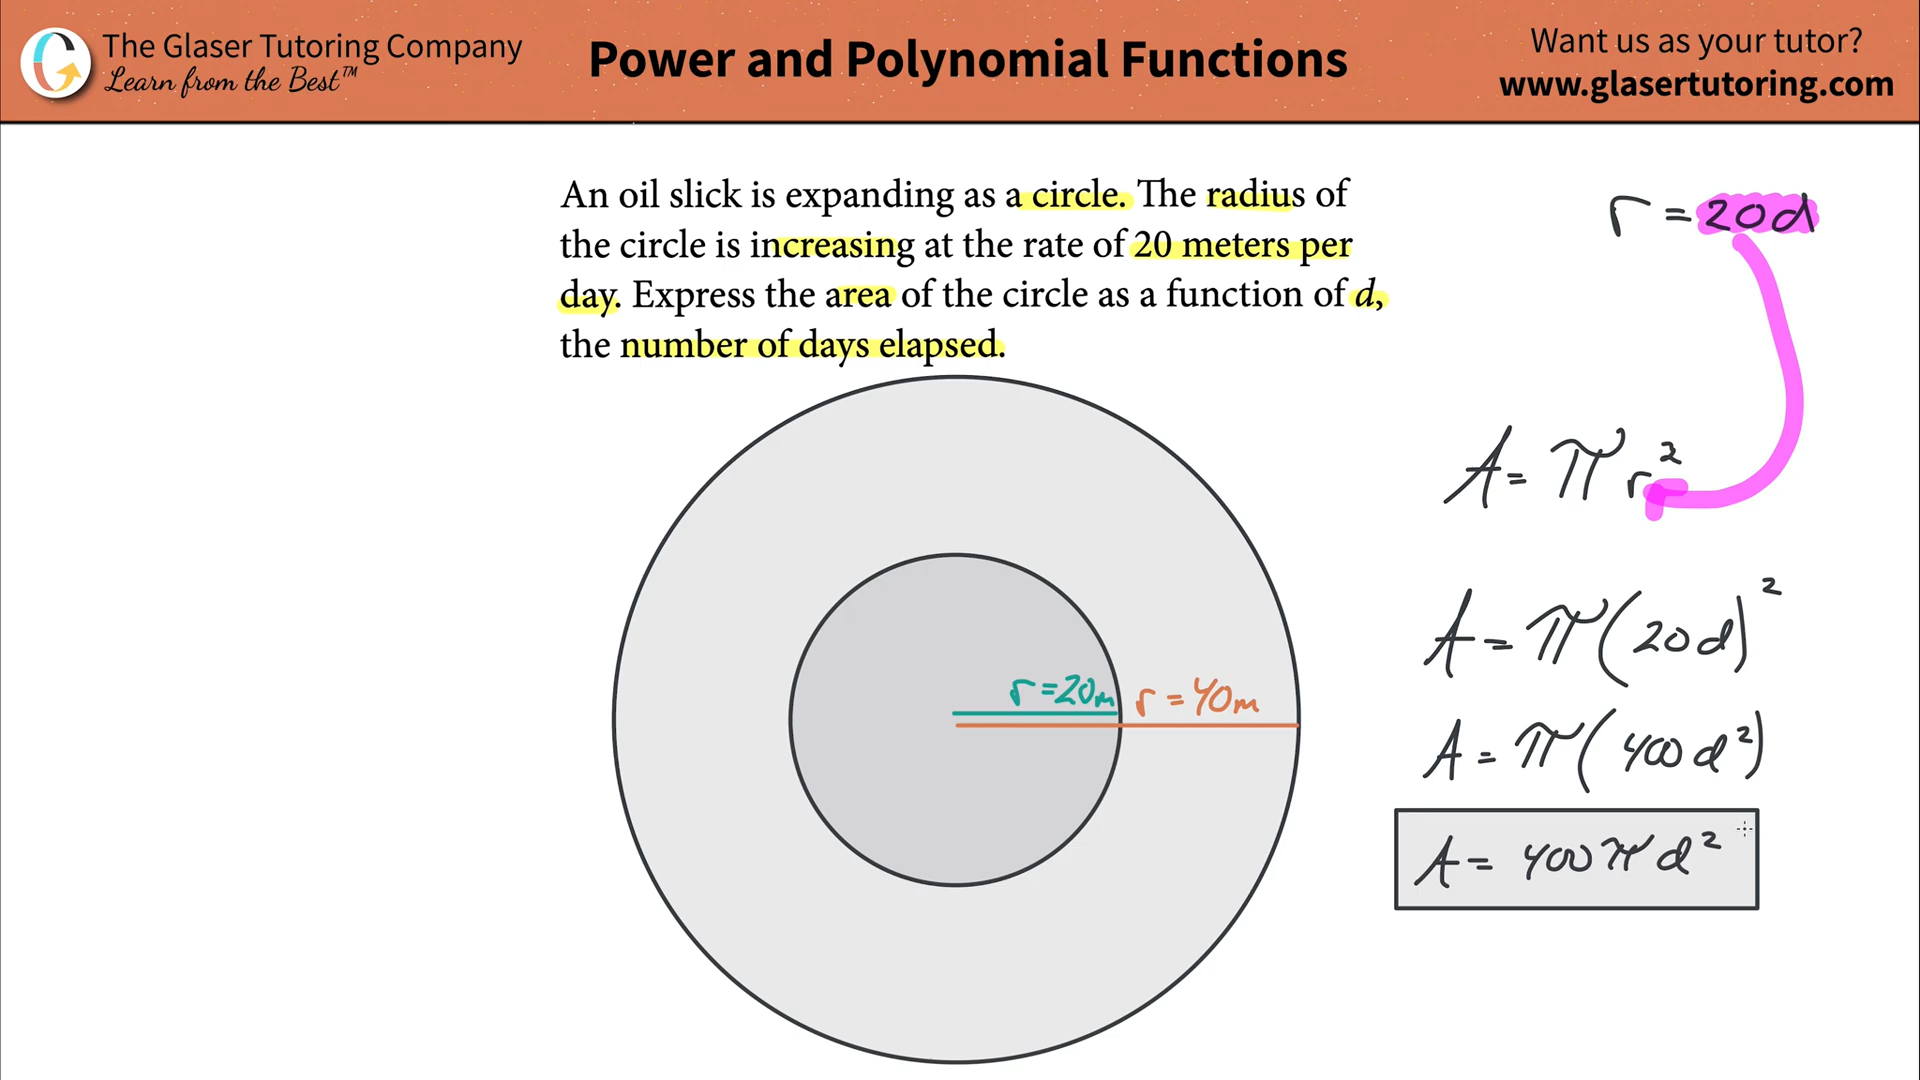 The Glaser Tutoring Company
Learn from the Best™
Power and Polynomial Functions
Want us as your tutor?
www.glasertutoring.com
An oil slick is expanding as a circle. The radius of
the circle is increasing at the rate of 20 meters per
day. Express the area of the circle as a function of d,
the number of days elapsed.
r = 20d
A = πr²
r = 20m
r = 40m
A = π(20d)²
A = π(400d²)
A = 400πd²